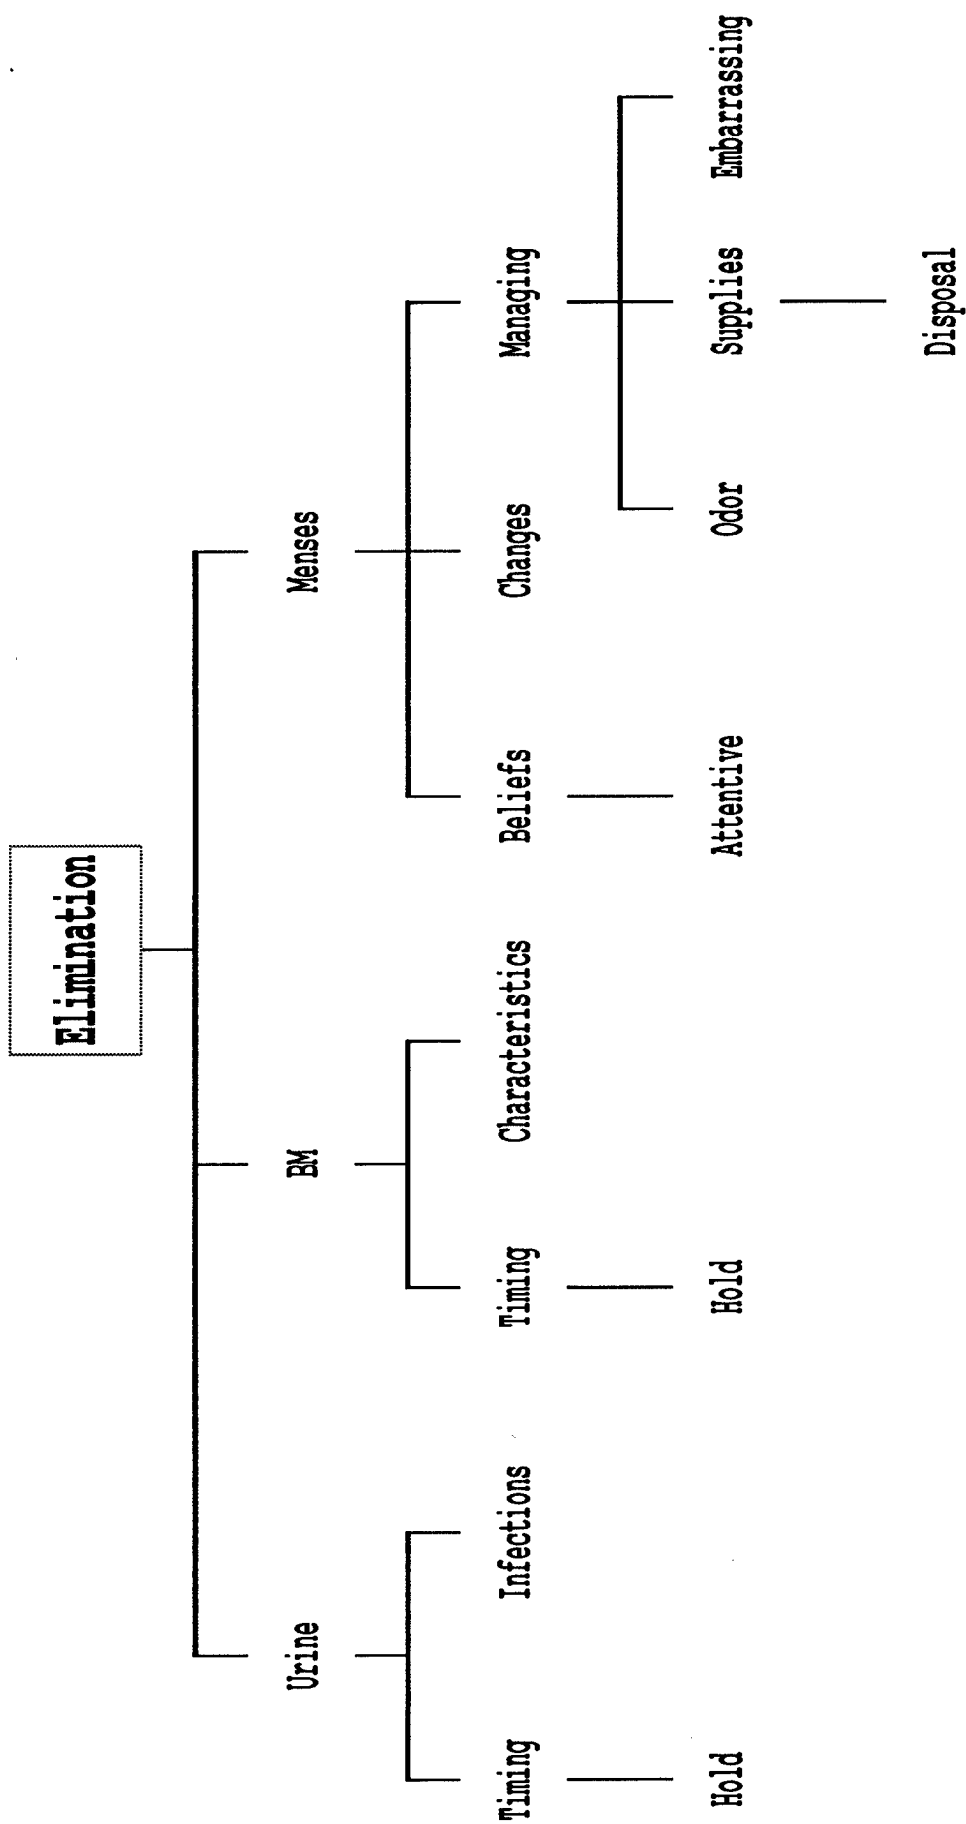 Elimination
Urine
BM
Menses
Timing
Infections
Timing
Characteristics
Beliefs
Changes
Managing
Hold
Hold
Attentive
Odor
Supplies
Embarrassing
Disposal